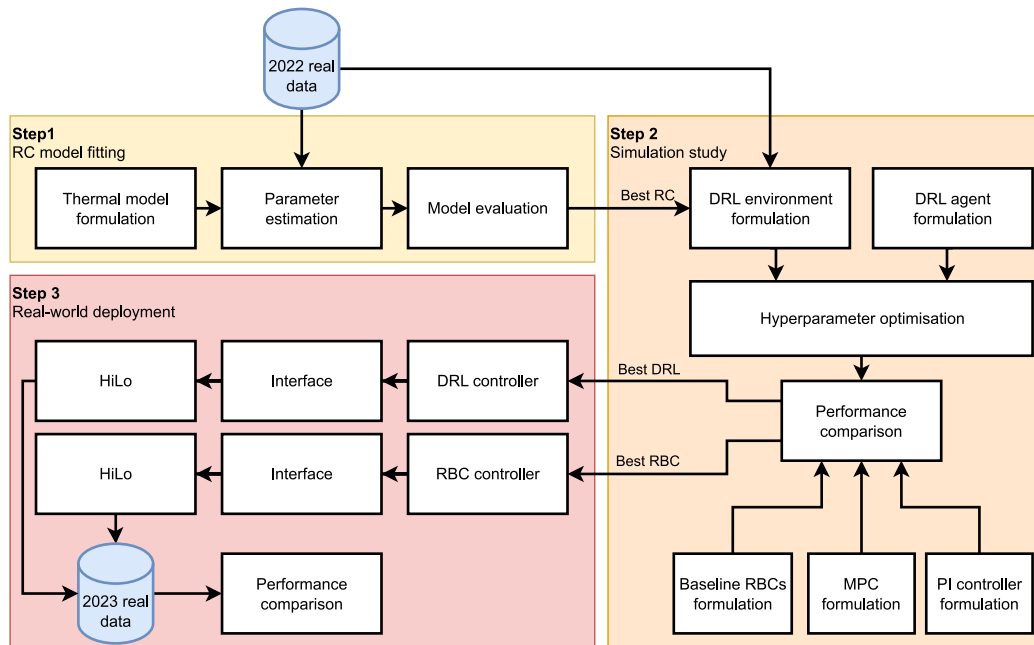 2022 real
data
Step1
RC model fitting
Thermal model
formulation
Parameter
estimation
Model evaluation
Best RC
Step 2
Simulation study
DRL environment
formulation
DRL agent
formulation
Hyperparameter optimisation
Performance
comparison
Baseline RBCs
formulation
MPC
formulation
PI controller
formulation
Best DRL
Best RBC
Step 3
Real-world deployment
HiLo
Interface
DRL controller
HiLo
Interface
RBC controller
2023 real
data
Performance
comparison